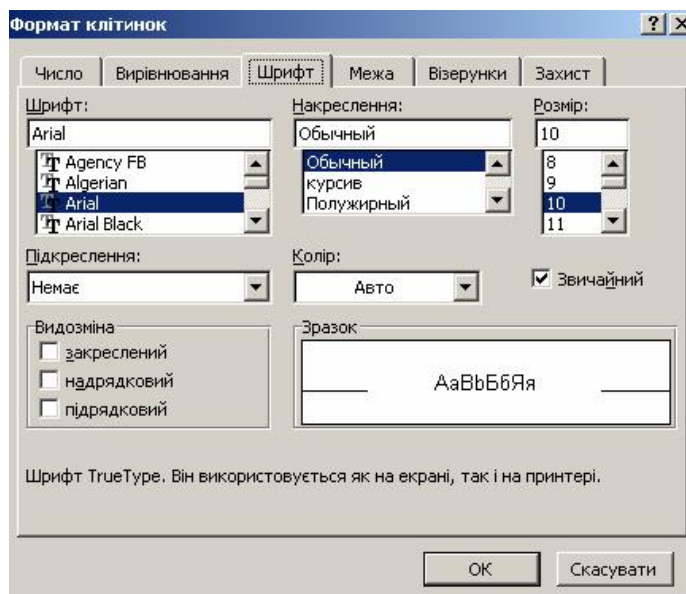 Формат клітинок
Число Вирівнювання Шрифт Межа Візерунки Захист
Шрифт: Накреслення: Розмір:
Arial Обычный 10
Agency FB Обычный 8
Algerian курсив 9
Arial Полужирный 10
Arial Black 11
Підкреслення: Колір:
Немає Авто Звичайний
Видозміна Зразок
закреслений
надрядковий АаВbБбЯя
підрядковий
Шрифт TrueType. Він використовується як на екрані, так і на принтері.
ОК Скасувати